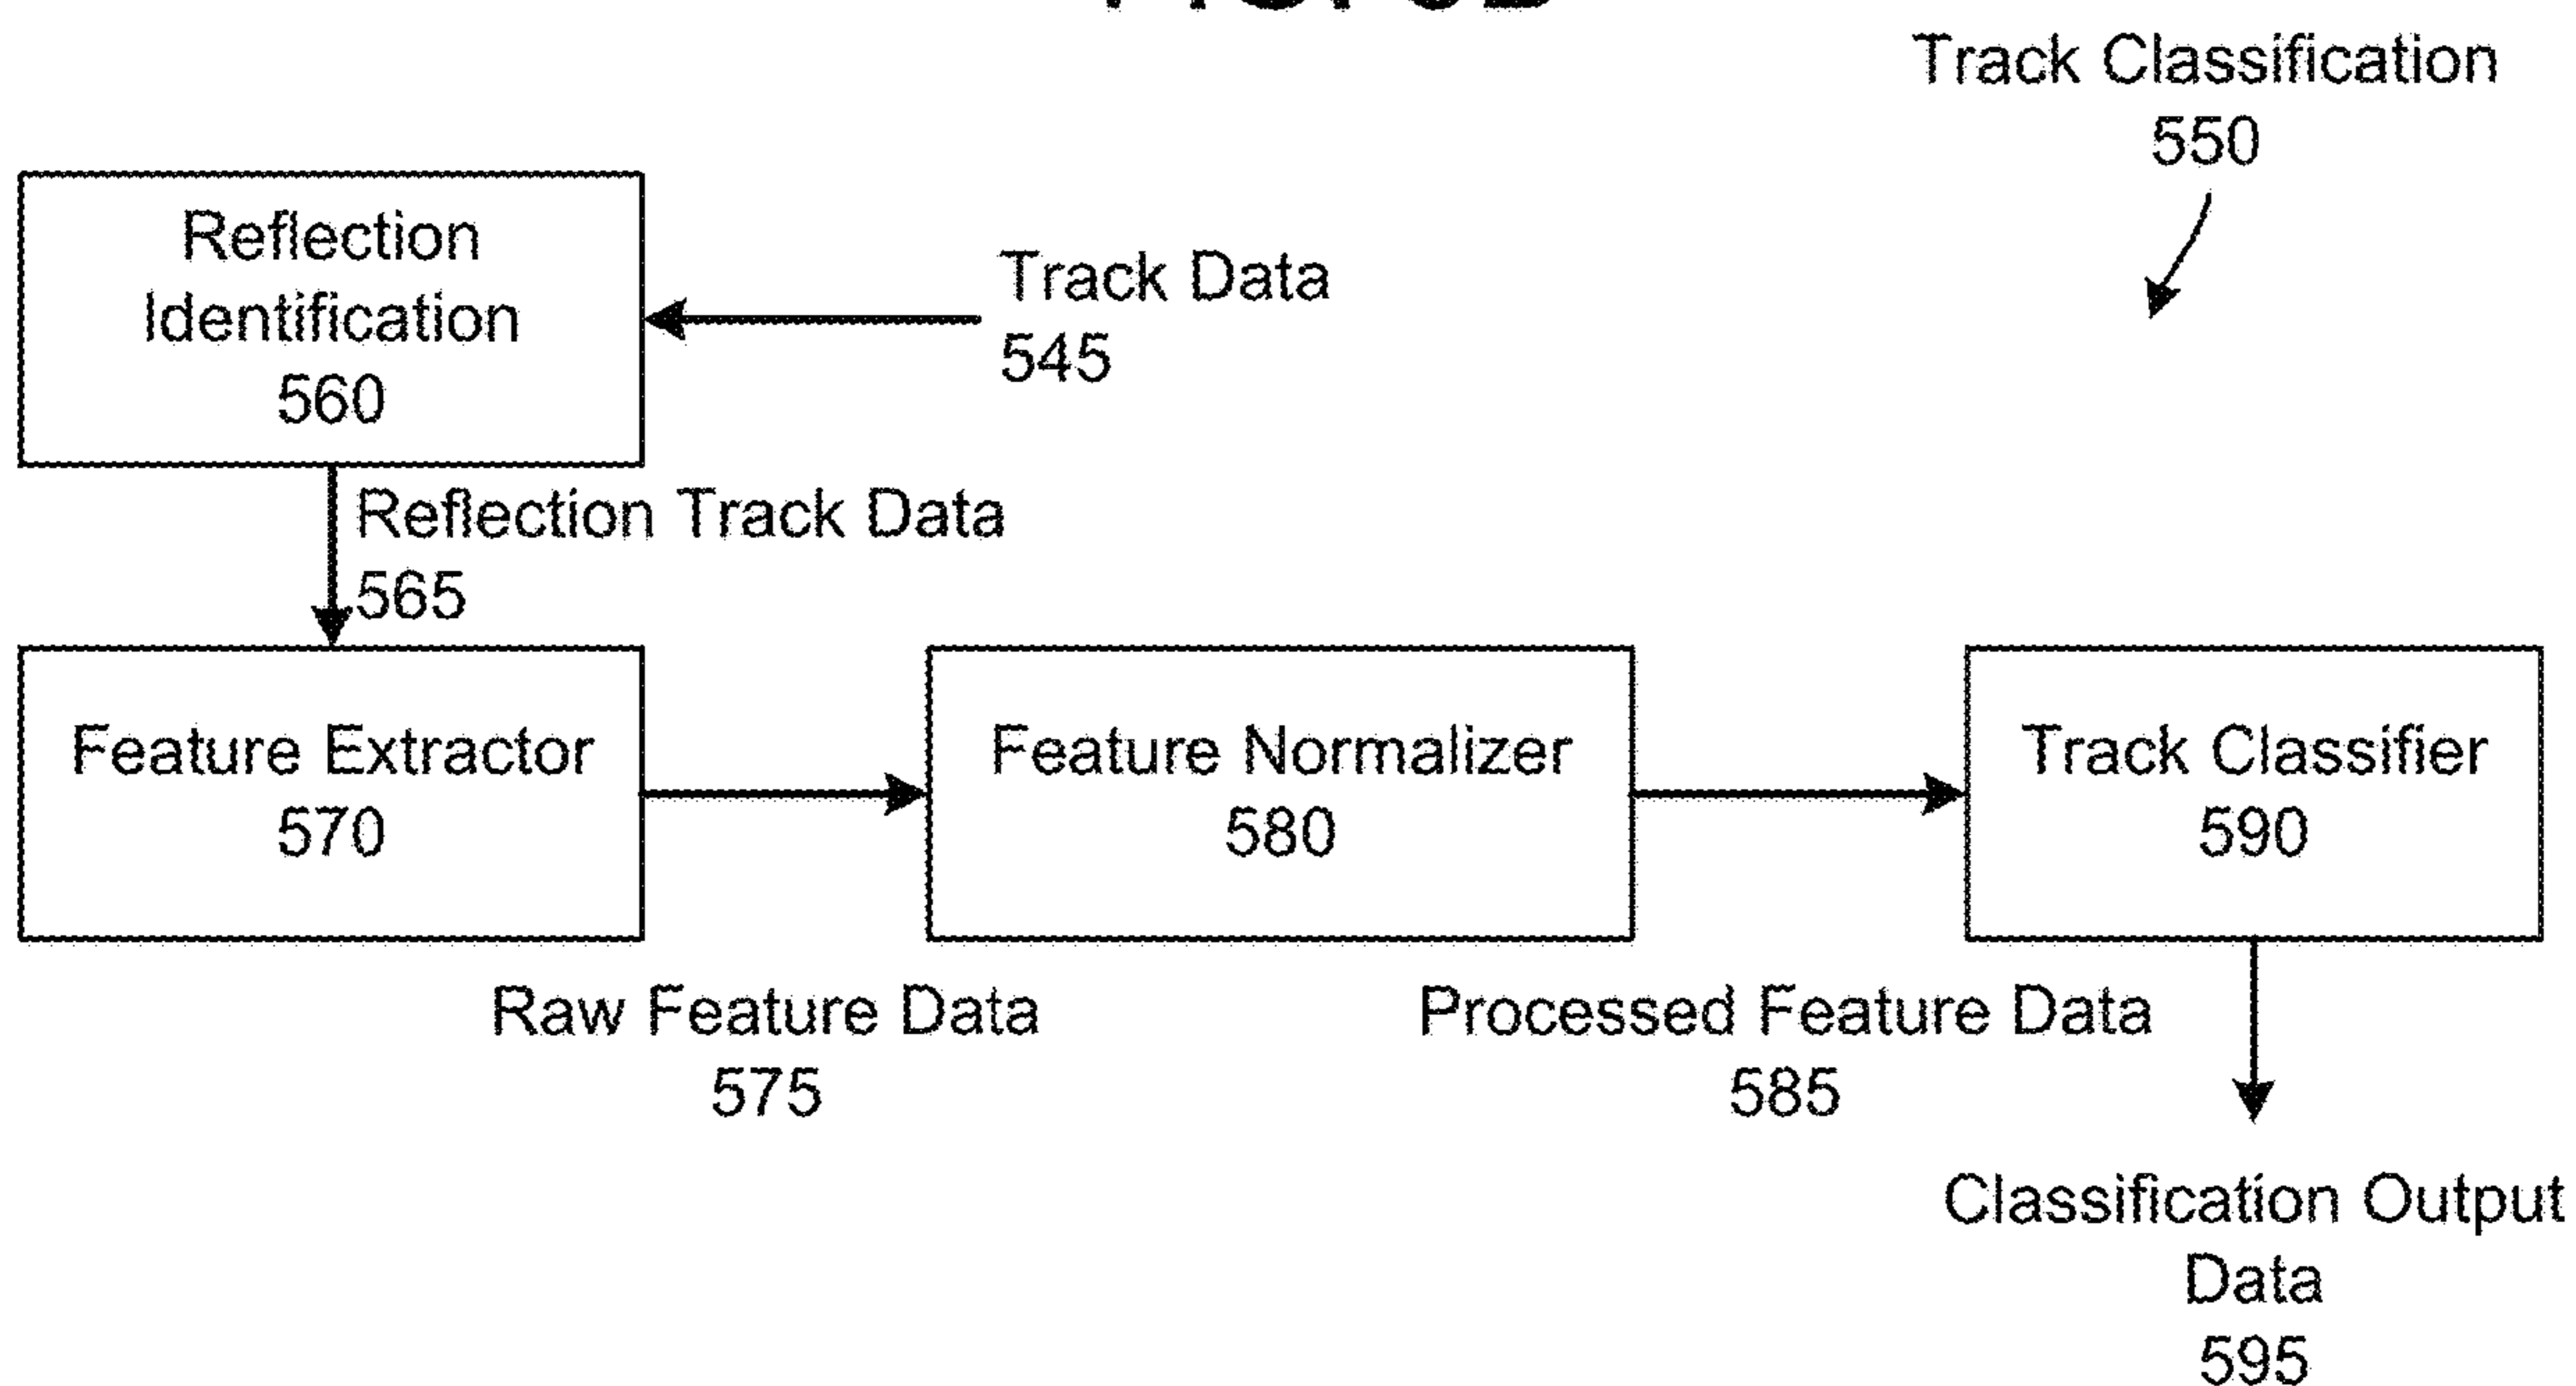 Track Classification
550
Reflection
Identification
560
Track Data
545
Reflection Track Data
565
Feature Extractor
570
Feature Normalizer
580
Track Classifier
590
Raw Feature Data
575
Processed Feature Data
585
Classification Output
Data
595